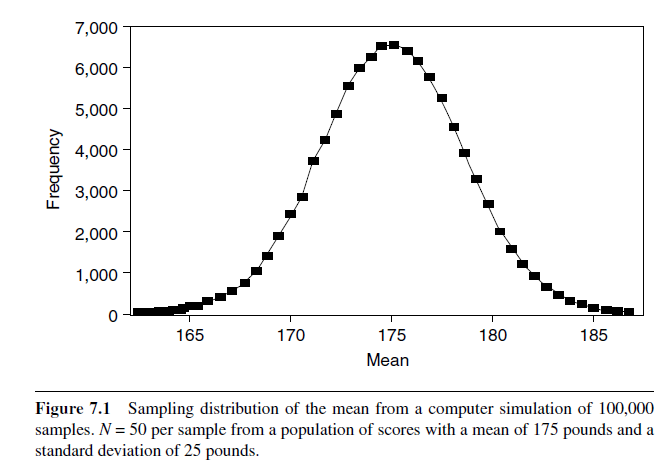 7,000
6,000
5,000
4,000
3,000
2,000
1,000
0
Frequency
165 170 175 180 185
Mean
Figure 7.1 Sampling distribution of the mean from a computer simulation of 100,000
samples. N = 50 per sample from a population of scores with a mean of 175 pounds and a
standard deviation of 25 pounds.